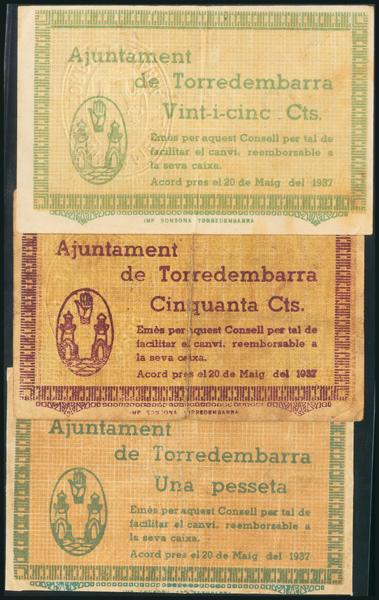 Ajuntament
de Torredembarra
Vint-i-cinc Cts.
Emès per aquest Consell per tal de
facilitar el canvi, reemborsable a
la seva caixa.
Acord pres el 20 de Maig del 1937
IMP SONSONA TORREDEMBARRA
Ajuntament
de Torredembarra
Cinquanta Cts.
Emès per aquest Consell per tal de
facilitar el canvi, reemborsable a
la seva caixa.
Acord pres el 20 de Maig del 1937
IMP SONSONA TORREDEMBARRA
Ajuntament
de Torredembarra
Una pesseta
Emès per aquest Consell per tal de
facilitar el canvi, reemborsable a
la seva caixa.
Acord pres el 20 de Maig del 1937